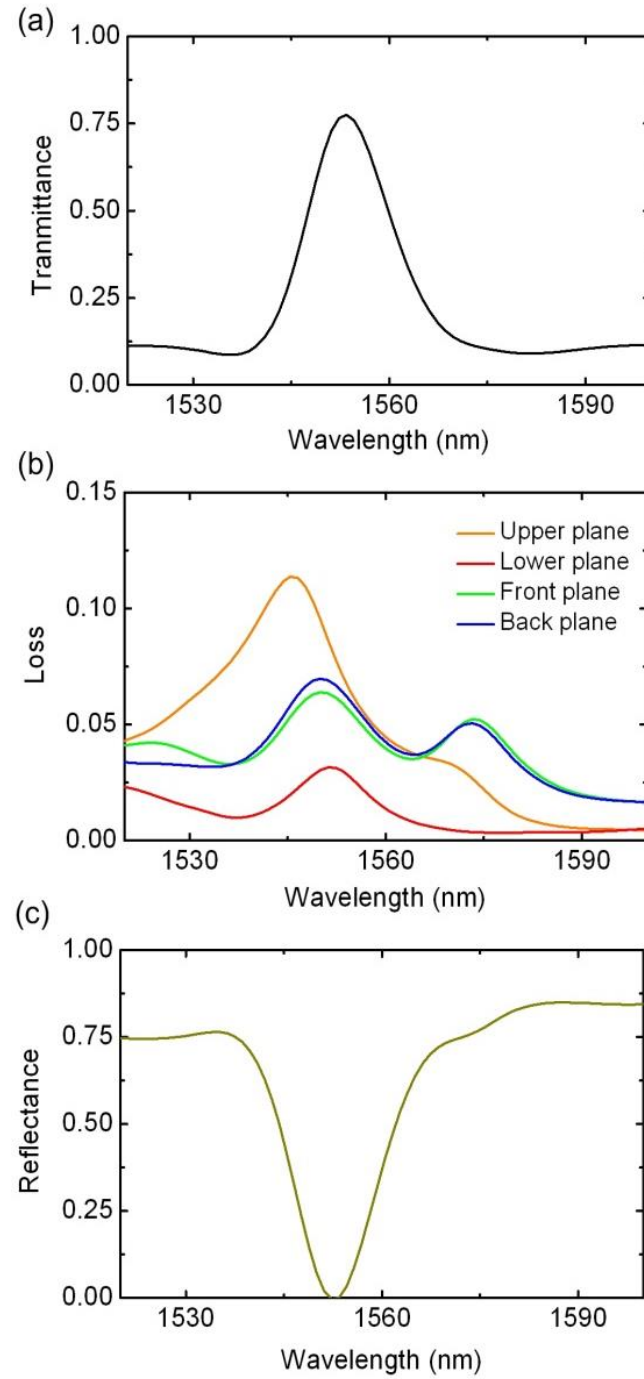 (a)
1.00
0.75
0.50
0.25
0.00
Tranmittance
1530 1560 1590
Wavelength (nm)
(b)
0.15
0.10
0.05
0.00
Loss
Upper plane
Lower plane
Front plane
Back plane
1530 1560 1590
Wavelength (nm)
(c)
1.00
0.75
0.50
0.25
0.00
Reflectance
1530 1560 1590
Wavelength (nm)